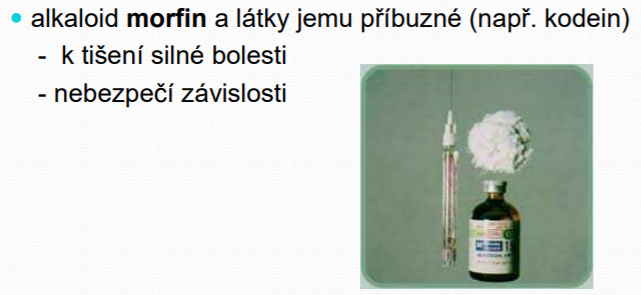 • alkaloid morfin a látky jemu příbuzné (např. kodein)
- k tišení silné bolesti
- nebezpečí závislosti